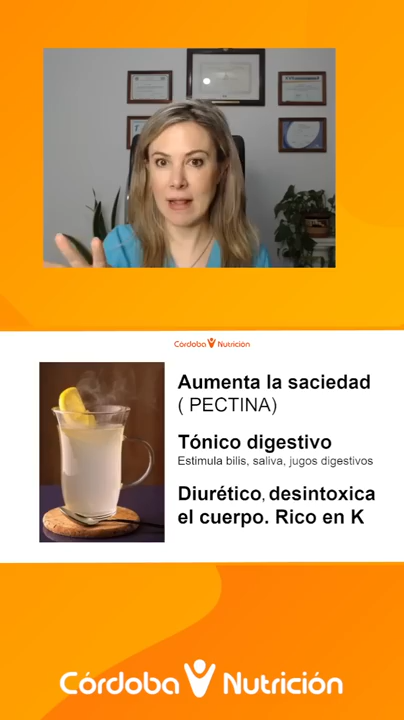 Córdoba Nutrición
Aumenta la saciedad
( PECTINA)
Tónico digestivo
Estimula bilis, saliva, jugos digestivos
Diurético, desintoxica
el cuerpo. Rico en K
Córdoba Nutrición